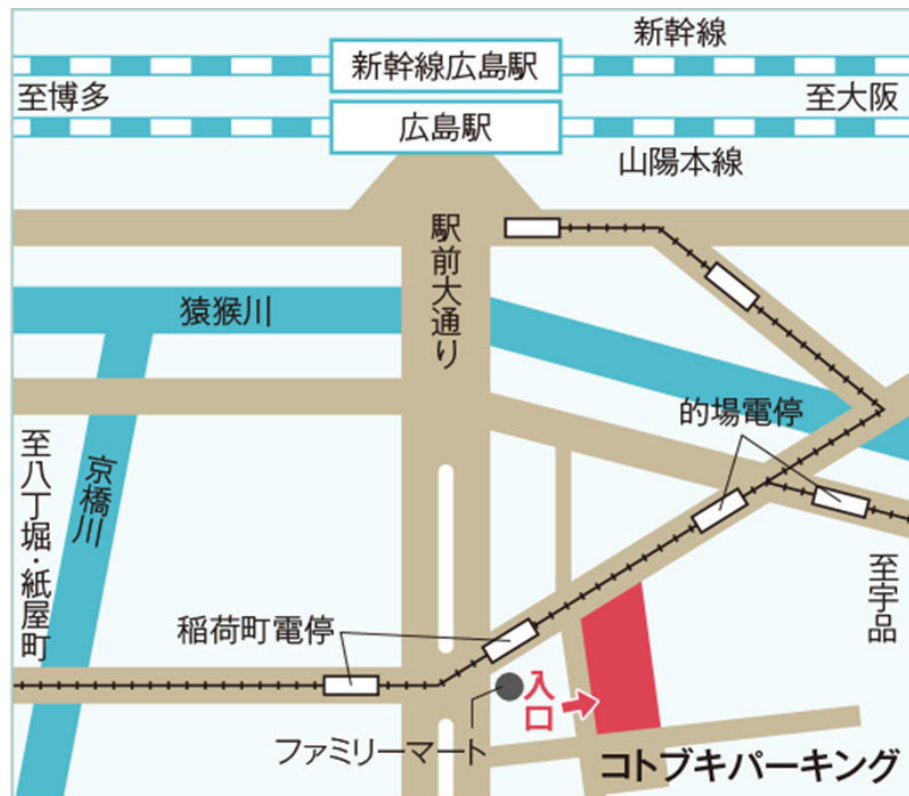 新幹線
新幹線広島駅
至博多
至大阪
広島駅
山陽本線
駅前大通り
猿猴川
的場電停
至八丁堀・紙屋町
京橋川
至宇品
稲荷町電停
入口
ファミリーマート
コトブキパーキング